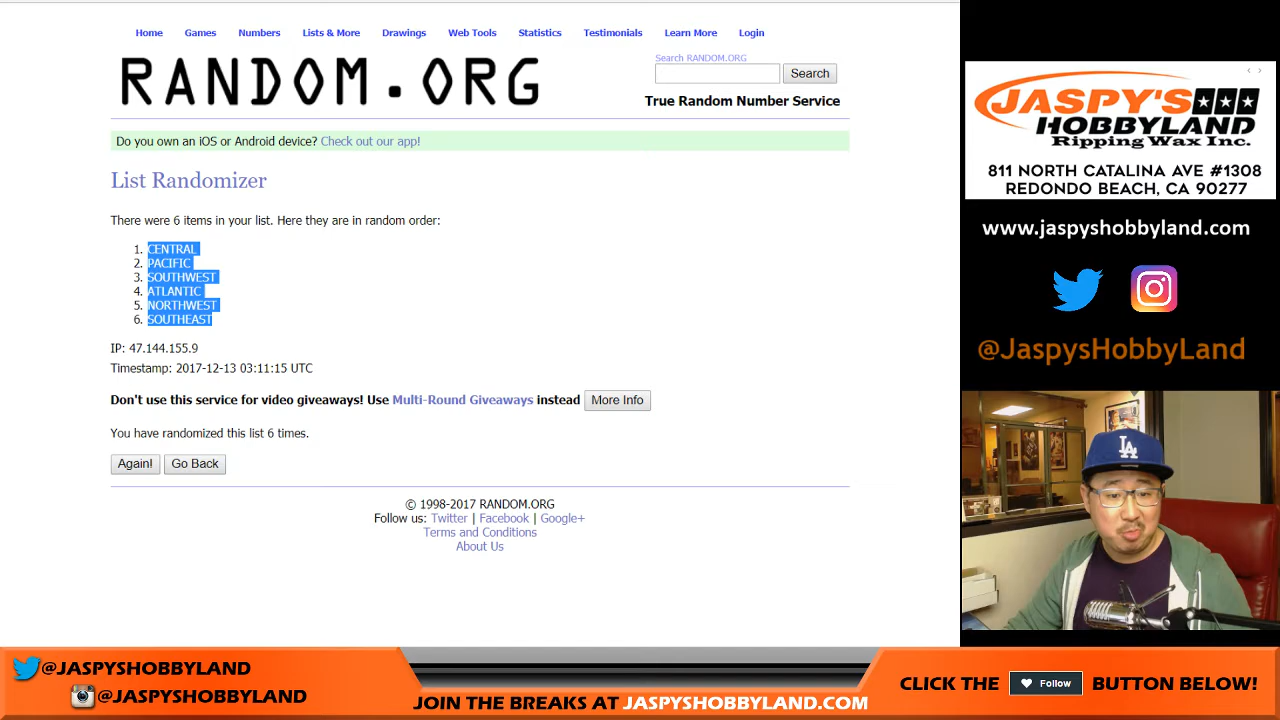 Home Games Numbers Lists & More Drawings Web Tools Statistics Testimonials Learn More Login
RANDOM.ORG
Search RANDOM.ORG
Search
True Random Number Service
Do you own an iOS or Android device? Check out our app!
List Randomizer
There were 6 items in your list. Here they are in random order:
1. CENTRAL
2. PACIFIC
3. SOUTHWEST
4. ATLANTIC
5. NORTHWEST
6. SOUTHEAST
IP: 47.144.155.9
Timestamp: 2017-12-13 03:11:15 UTC
Don't use this service for video giveaways! Use Multi-Round Giveaways instead More Info
You have randomized this list 6 times.
Again! Go Back
© 1998-2017 RANDOM.ORG
Follow us: Twitter | Facebook | Google+
Terms and Conditions
About Us
JASPY'S
HOBBYLAND
Ripping Wax Inc.
811 NORTH CATALINA AVE #1308
REDONDO BEACH, CA 90277
www.jaspyshobbyland.com
@JaspysHobbyLand
LA
@JASPYSHOBBYLAND
@JASPYSHOBBYLAND
JOIN THE BREAKS AT JASPYSHOBBYLAND.COM
CLICK THE Follow BUTTON BELOW!